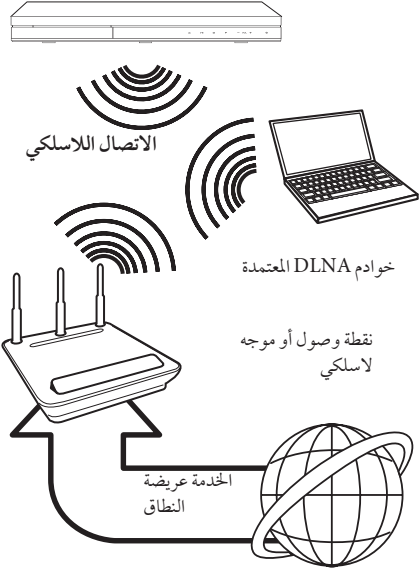 الاتصال اللاسلكي
خوادم DLNA المعتمدة
نقطة وصول أو موجه
لاسلكي
الخدمة عريضة
النطاق